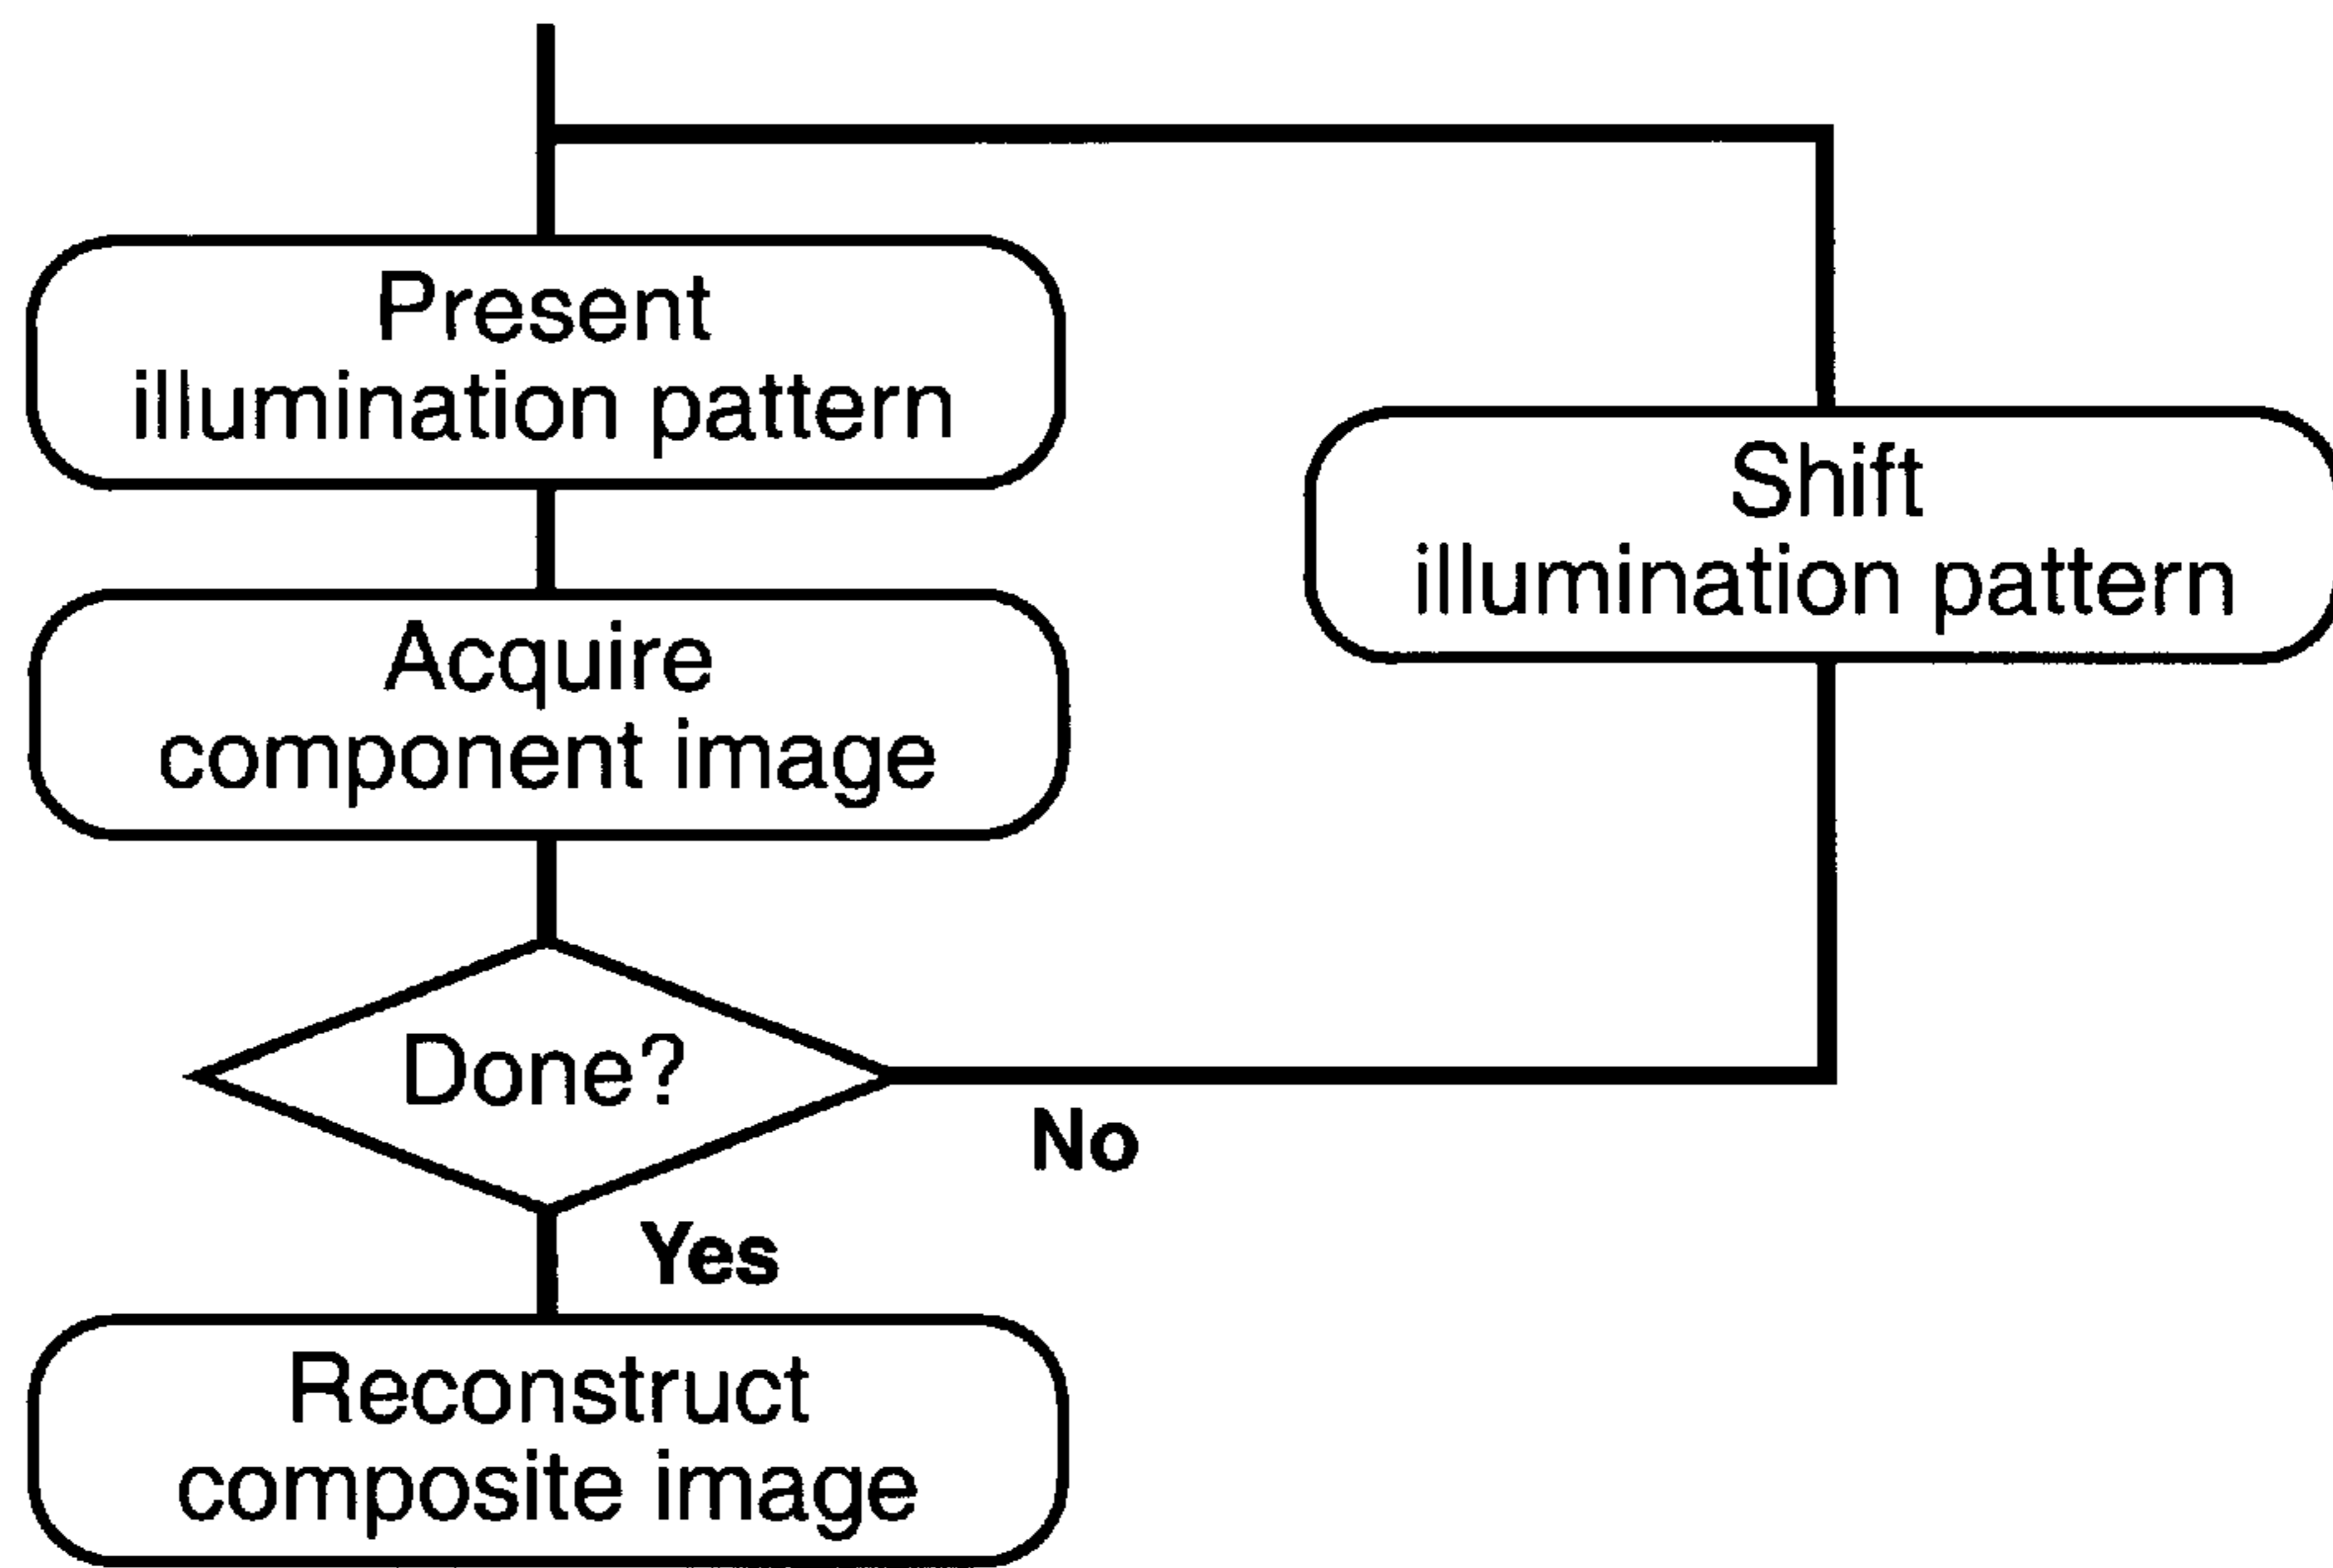 Present
illumination pattern
Shift
illumination pattern
Acquire
component image
Done?
No
Yes
Reconstruct
composite image